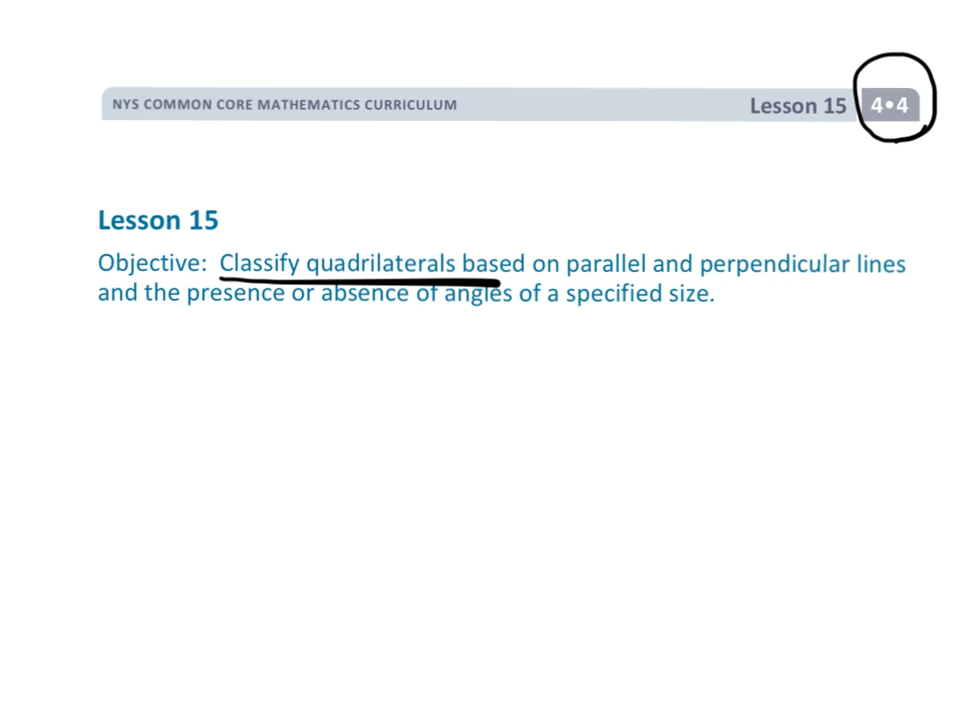 NYS COMMON CORE MATHEMATICS CURRICULUM Lesson 15 4•4
Lesson 15
Objective: Classify quadrilaterals based on parallel and perpendicular lines
and the presence or absence of angles of a specified size.